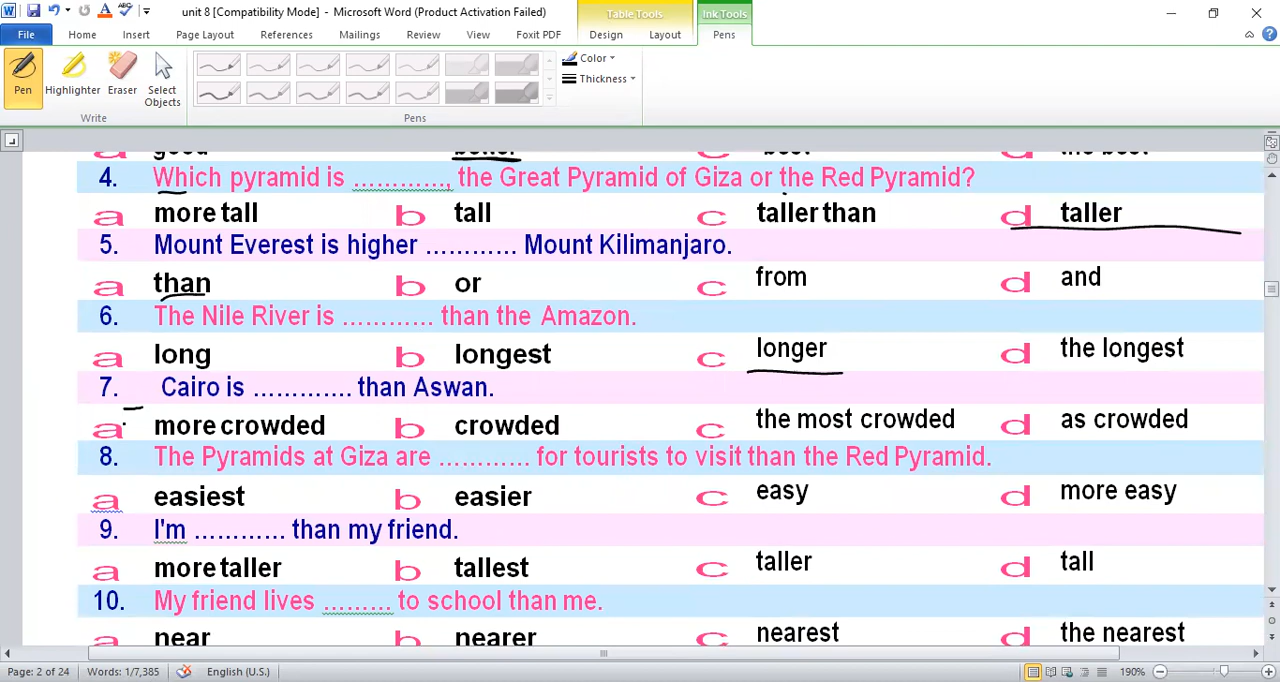 unit 8 [Compatibility Mode] - Microsoft Word (Product Activation Failed)
Table Tools
Ink Tools
File
Home
Insert
Page Layout
References
Mailings
Review
View
Foxit PDF
Design
Layout
Pens
Pen
Highlighter
Eraser
Select Objects
Color
Thickness
Write
Pens
a good b better c best d the best
4. Which pyramid is ............., the Great Pyramid of Giza or the Red Pyramid?
a more tall b tall c taller than d taller
5. Mount Everest is higher ............. Mount Kilimanjaro.
a than b or c from d and
6. The Nile River is ............. than the Amazon.
a long b longest c longer d the longest
7. Cairo is .............. than Aswan.
a more crowded b crowded c the most crowded d as crowded
8. The Pyramids at Giza are ............. for tourists to visit than the Red Pyramid.
a easiest b easier c easy d more easy
9. I'm ............. than my friend.
a more taller b tallest c taller d tall
10. My friend lives ......... to school than me.
a near b nearer c nearest d the nearest
Page: 2 of 24 Words: 1/7,385 English (U.S.) 190%